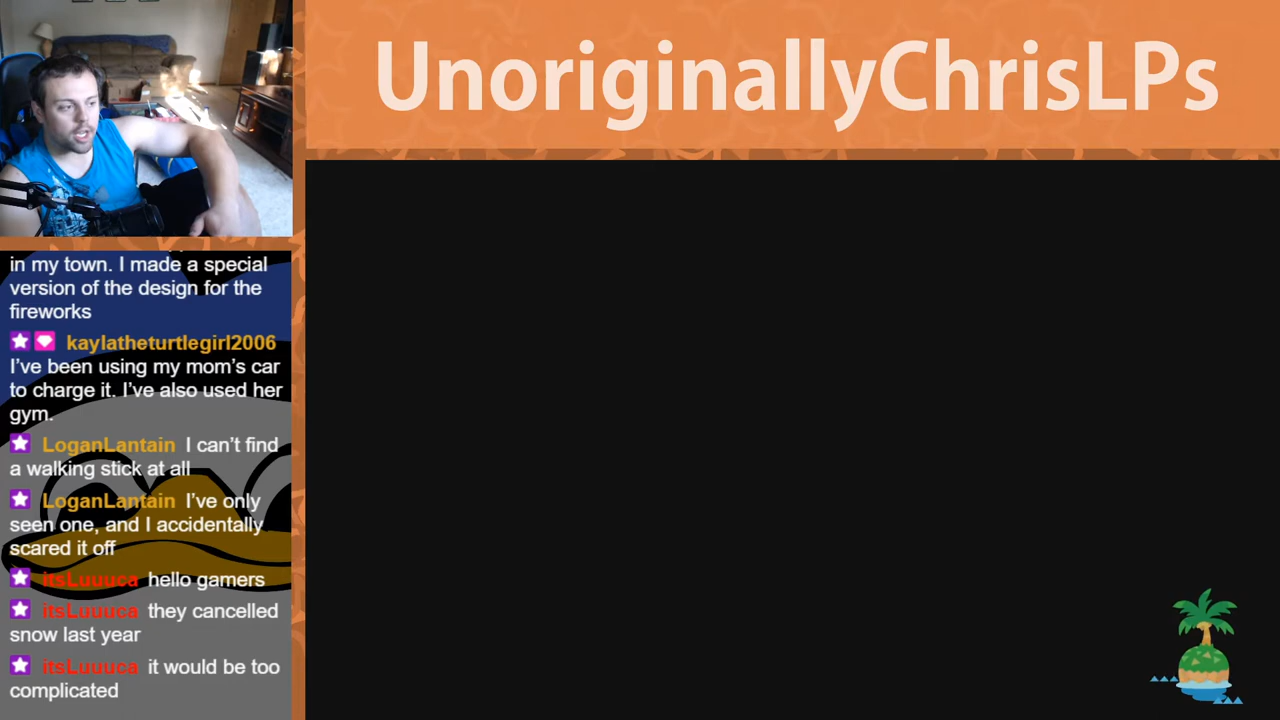 UnoriginallyChrisLPs
in my town. I made a special
version of the design for the
fireworks
kaylatheturtlegirl2006
I've been using my mom's car
to charge it. I've also used her
gym.
LoganLantain I can't find
a walking stick at all
LoganLantain I've only
seen one, and I accidentally
scared it off
itsLuuuca hello gamers
itsLuuuca they cancelled
snow last year
itsLuuuca it would be too
complicated